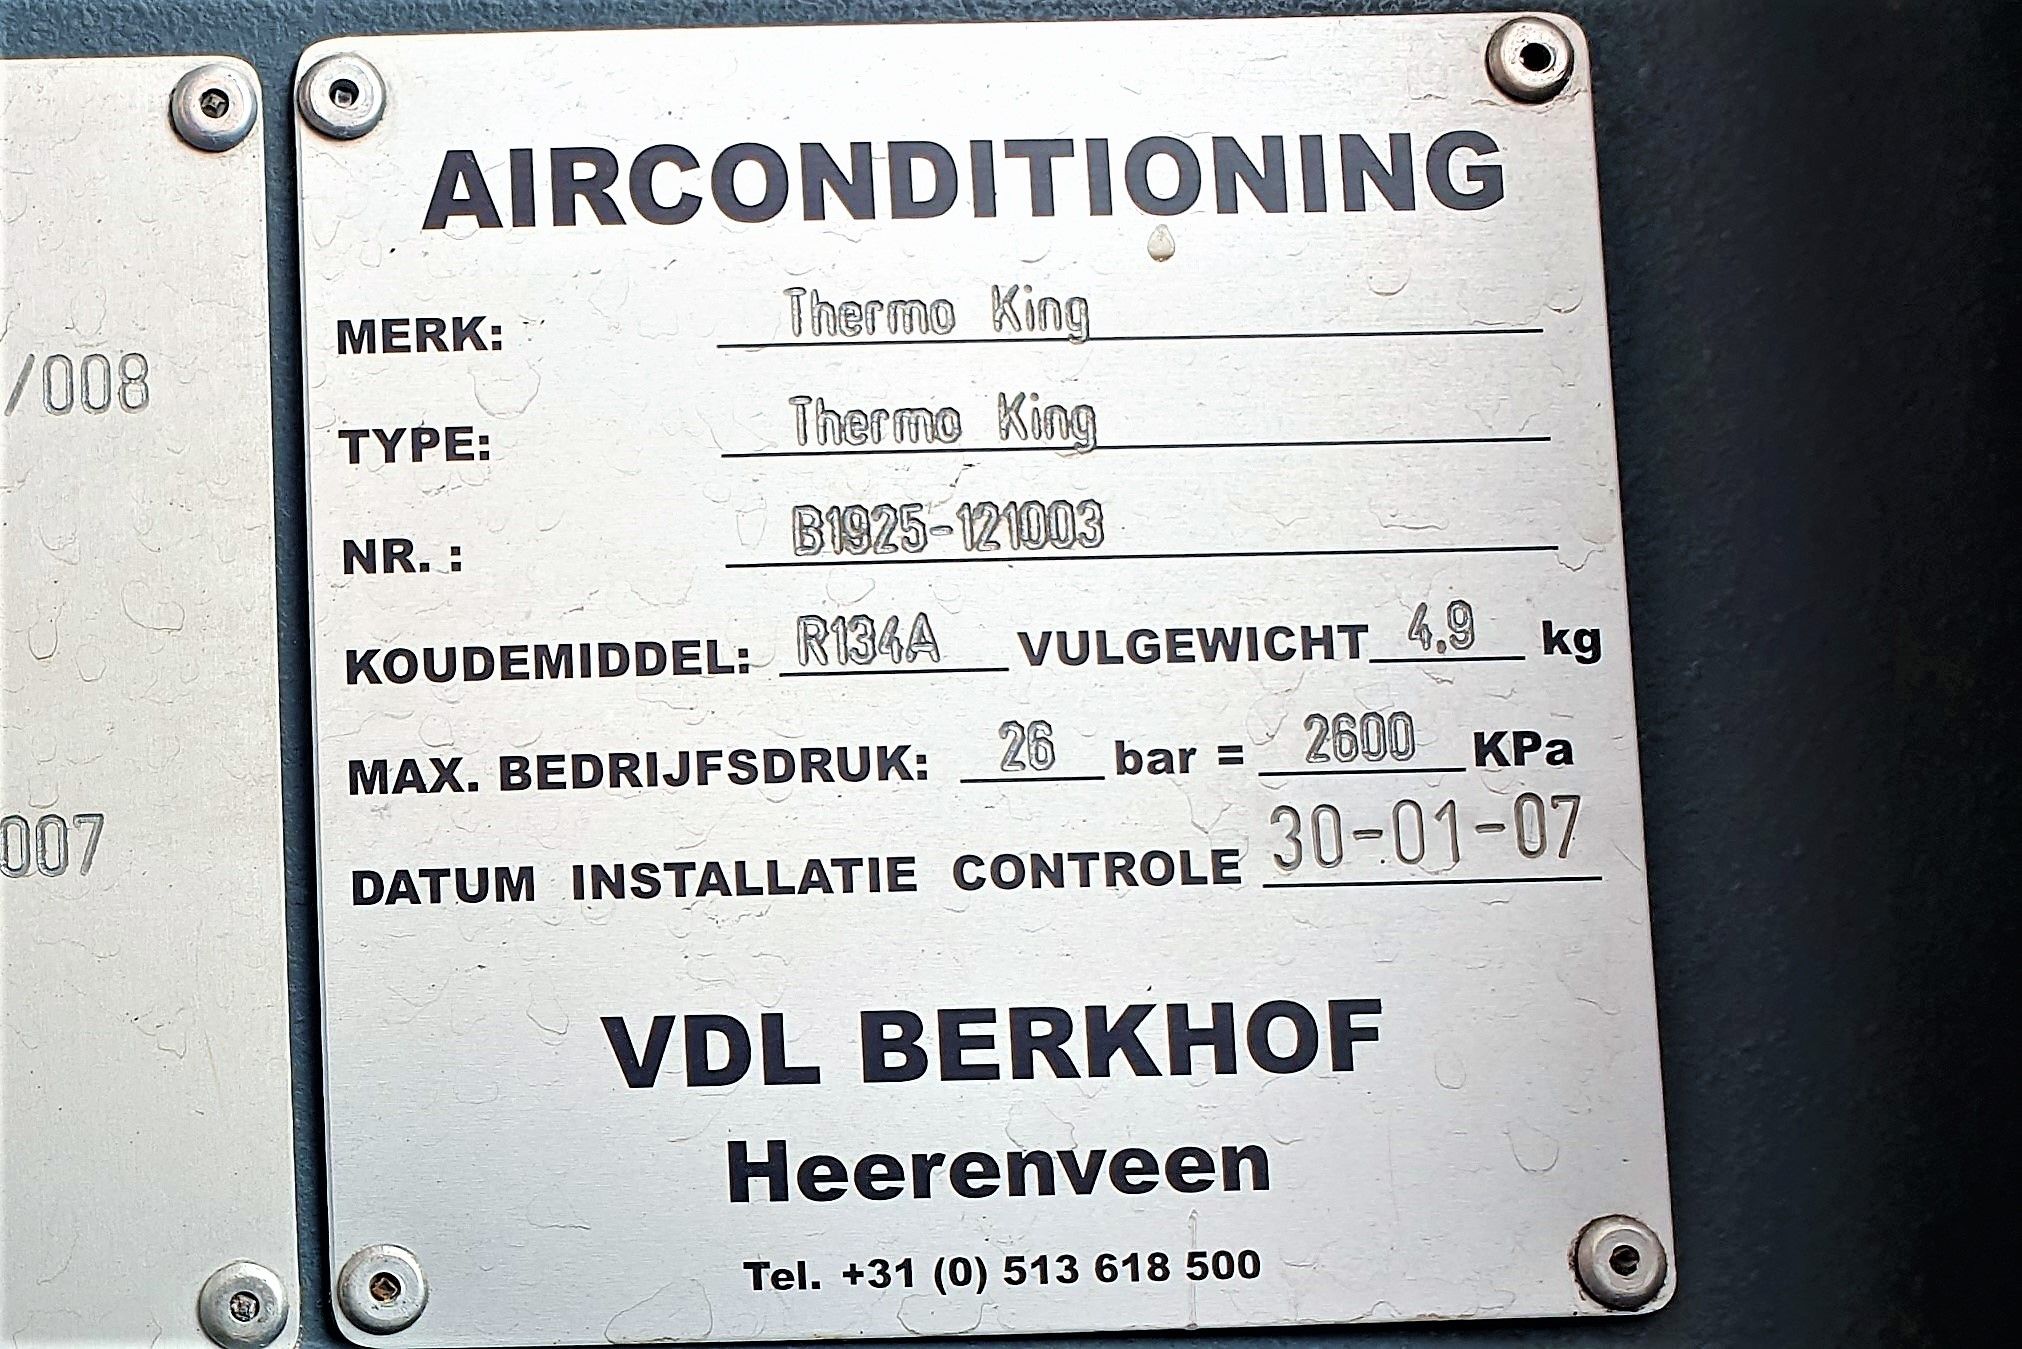 /008
007
AIRCONDITIONING
MERK: Thermo King
TYPE: Thermo King
NR. : B1925-121003
KOUDEMIDDEL: R134A VULGEWICHT 4.9 kg
MAX. BEDRIJFSDRUK: 26 bar = 2600 KPa
DATUM INSTALLATIE CONTROLE 30-01-07
VDL BERKHOF
Heerenveen
Tel. +31 (0) 513 618 500